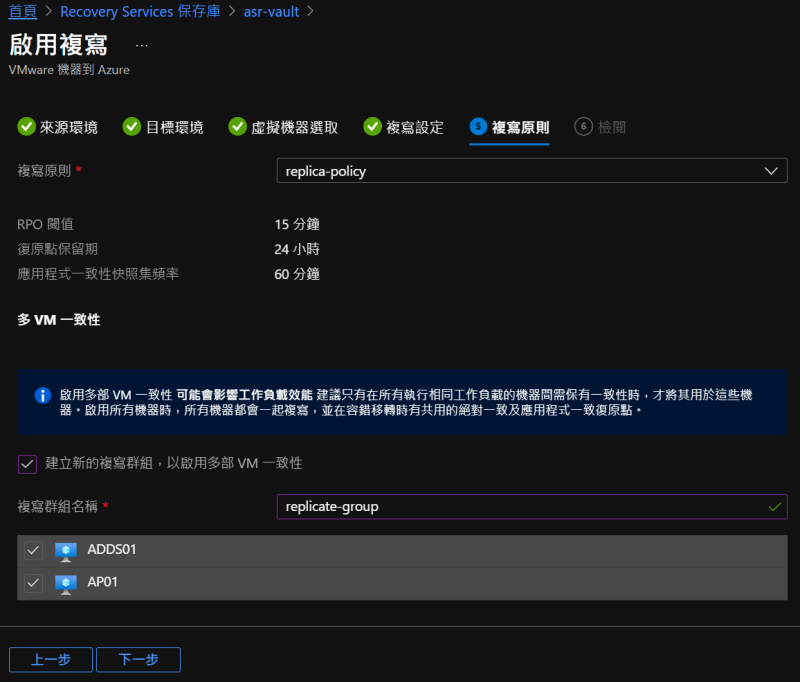 首頁 > Recovery Services 保存庫 > asr-vault >
啟用複寫 ...
VMware 機器到 Azure
來源環境 目標環境 虛擬機器選取 複寫設定 5 複寫原則 6 檢閱
複寫原則 * replica-policy
RPO 閾值 15 分鐘
復原點保留期 24 小時
應用程式一致性快照集頻率 60 分鐘
多 VM 一致性
啟用多部 VM 一致性 可能會影響工作負載效能 建議只有在所有執行相同工作負載的機器間需保有一致性時，才將其用於這些機
器。啟用所有機器時，所有機器都會一起複寫，並在容錯移轉時有共用的絕對一致及應用程式一致復原點。
建立新的複寫群組，以啟用多部 VM 一致性
複寫群組名稱 * replicate-group
ADDS01
AP01
上一步 下一步